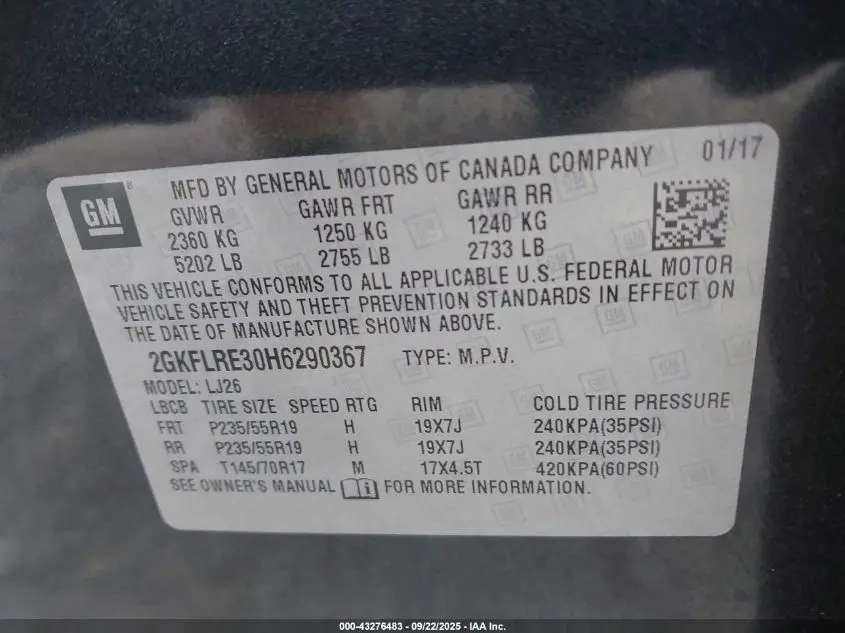 GM ®
MFD BY GENERAL MOTORS OF CANADA COMPANY 01/17
GVWR GAWR FRT GAWR RR
2360 KG 1250 KG 1240 KG
5202 LB 2755 LB 2733 LB
THIS VEHICLE CONFORMS TO ALL APPLICABLE U.S. FEDERAL MOTOR
VEHICLE SAFETY AND THEFT PREVENTION STANDARDS IN EFFECT ON
THE DATE OF MANUFACTURE SHOWN ABOVE.
2GKFLRE30H6290367 TYPE: M.P.V.
MODEL: LJ26
LBCB TIRE SIZE SPEED RTG RIM COLD TIRE PRESSURE
FRT P235/55R19 H 19X7J 240KPA(35PSI)
RR P235/55R19 H 19X7J 240KPA(35PSI)
SPA T145/70R17 M 17X4.5T 420KPA(60PSI)
SEE OWNER'S MANUAL i FOR MORE INFORMATION.
000-43276483 - 09/22/2025 - IAA Inc.